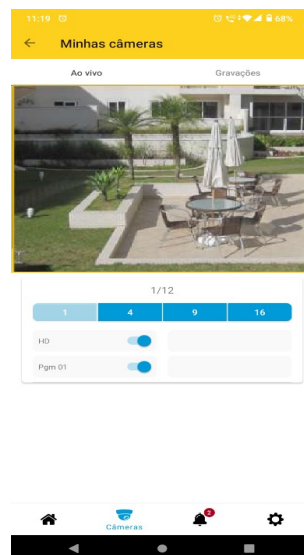 11:19 68%
Minhas câmeras
Ao vivo Gravações
1/12
1 4 9 16
HD
Pgm 01
2
Câmeras